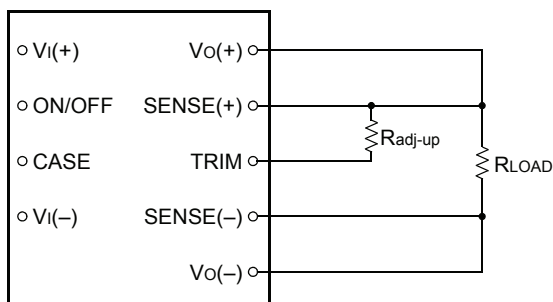 VI(+) VO(+)
ON/OFF SENSE(+)
Radj-up
CASE TRIM
RLOAD
VI(–) SENSE(–)
VO(–)